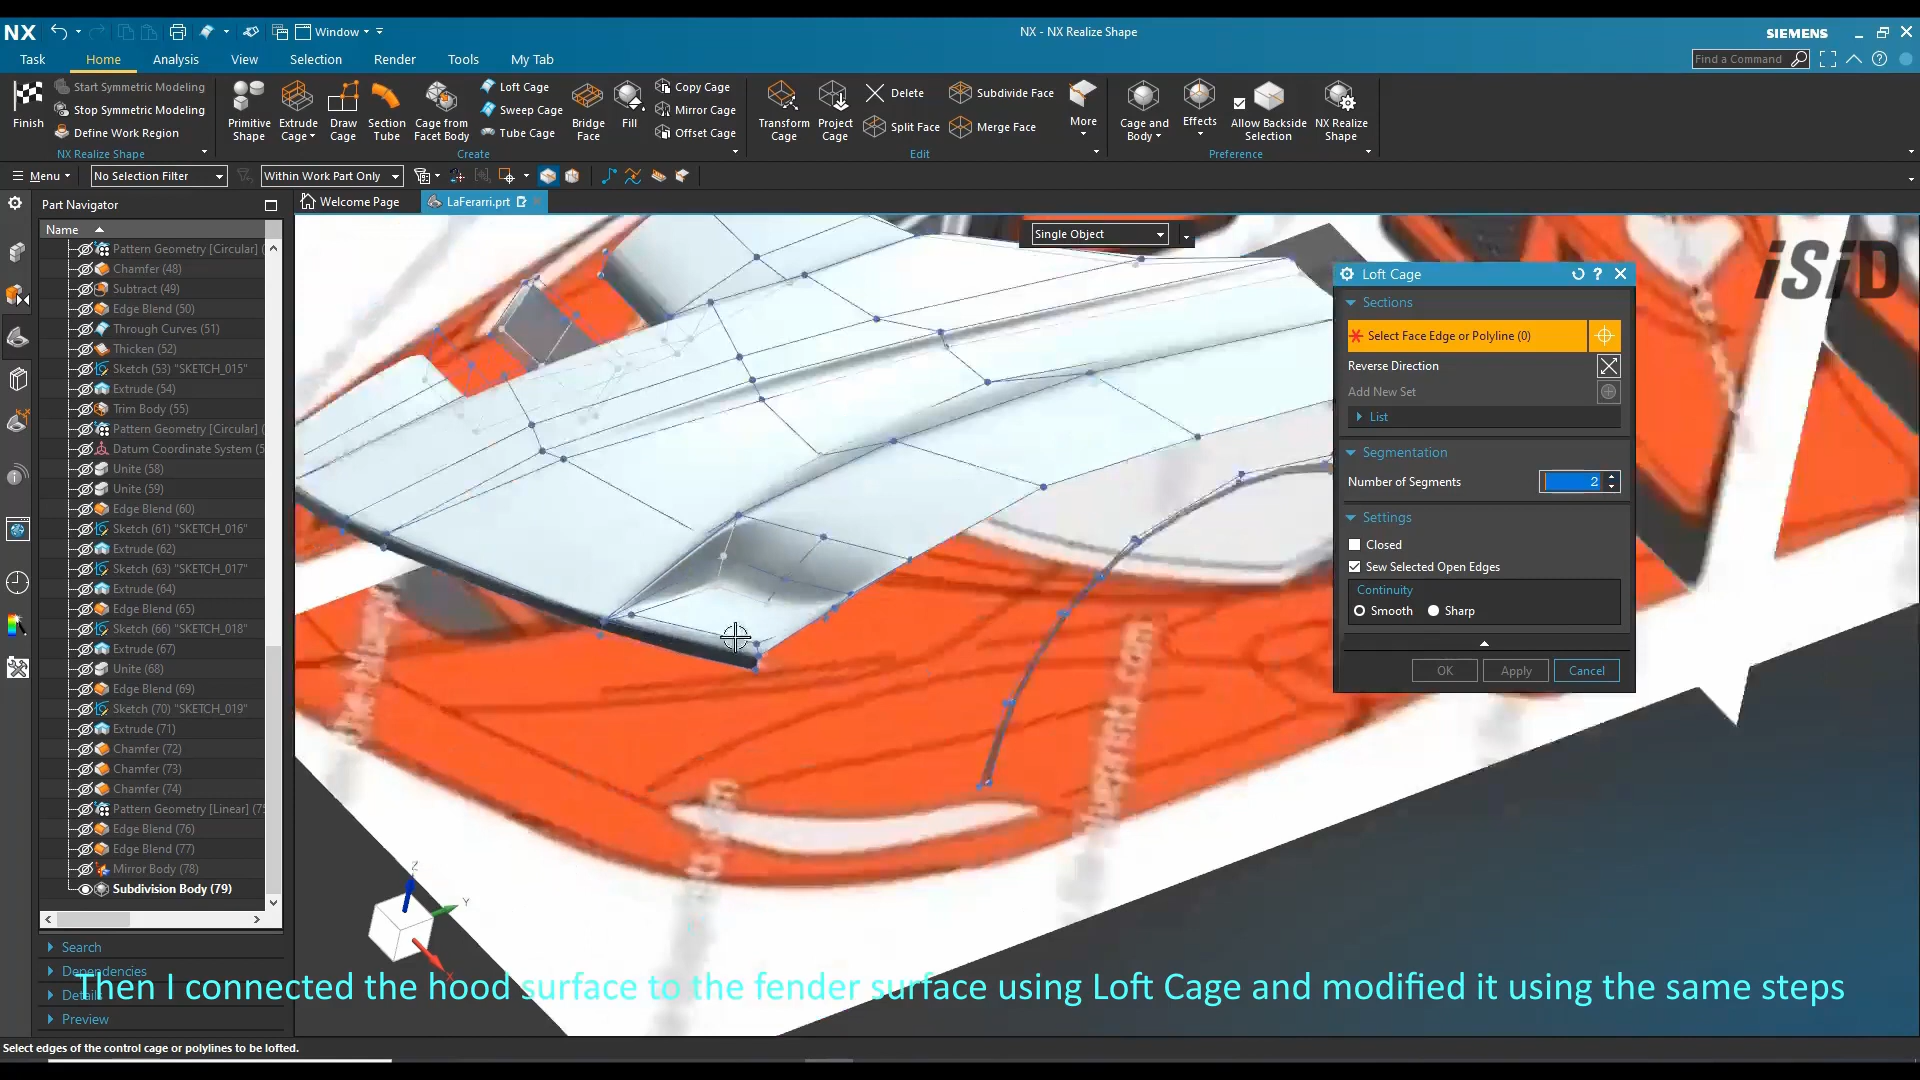 NX
Window
NX - NX Realize Shape
SIEMENS
Task
Home
Analysis
View
Selection
Render
Tools
My Tab
Find a Command
Finish
Start Symmetric Modeling
Stop Symmetric Modeling
Define Work Region
NX Realize Shape
Primitive Shape
Extrude Cage
Draw Cage
Section Tube
Cage from Facet Body
Loft Cage
Sweep Cage
Tube Cage
Bridge Face
Fill
Copy Cage
Mirror Cage
Offset Cage
Create
Transform Cage
Project Cage
Delete
Split Face
Subdivide Face
Merge Face
More
Edit
Cage and Body
Effects
Allow Backside Selection
NX Realize Shape
Preference
Menu
No Selection Filter
Within Work Part Only
Part Navigator
Welcome Page
LaFerarri.prt
Name
Pattern Geometry [Circular] (
Chamfer (48)
Subtract (49)
Edge Blend (50)
Through Curves (51)
Thicken (52)
Sketch (53) "SKETCH_015"
Extrude (54)
Trim Body (55)
Pattern Geometry [Circular] (
Datum Coordinate System (5
Unite (58)
Unite (59)
Edge Blend (60)
Sketch (61) "SKETCH_016"
Extrude (62)
Sketch (63) "SKETCH_017"
Extrude (64)
Edge Blend (65)
Sketch (66) "SKETCH_018"
Extrude (67)
Unite (68)
Edge Blend (69)
Sketch (70) "SKETCH_019"
Extrude (71)
Chamfer (72)
Chamfer (73)
Chamfer (74)
Pattern Geometry [Linear] (75
Edge Blend (76)
Edge Blend (77)
Mirror Body (78)
Subdivision Body (79)
Search
Dependencies
Details
Preview
Single Object
iSiD
Loft Cage
Sections
* Select Face Edge or Polyline (0)
Reverse Direction
Add New Set
List
Segmentation
Number of Segments
2
Settings
Closed
Sew Selected Open Edges
Continuity
Smooth
Sharp
OK
Apply
Cancel
Z
Y
X
Then I connected the hood surface to the fender surface using Loft Cage and modified it using the same steps
Select edges of the control cage or polylines to be lofted.